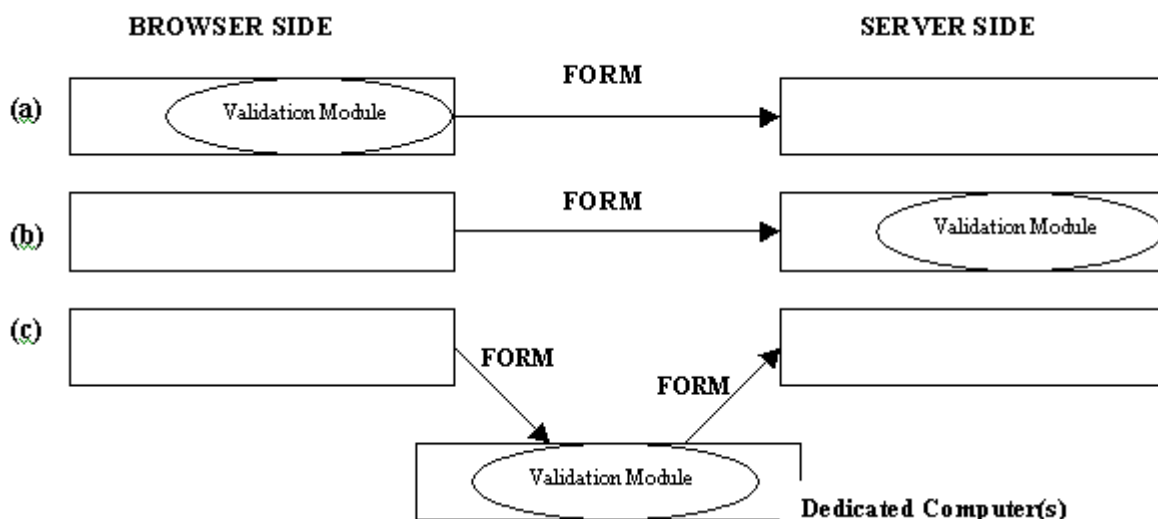 BROWSER SIDE SERVER SIDE
FORM
(a) Validation Module
FORM
(b) Validation Module
(c)
FORM FORM
Validation Module
Dedicated Computer(s)